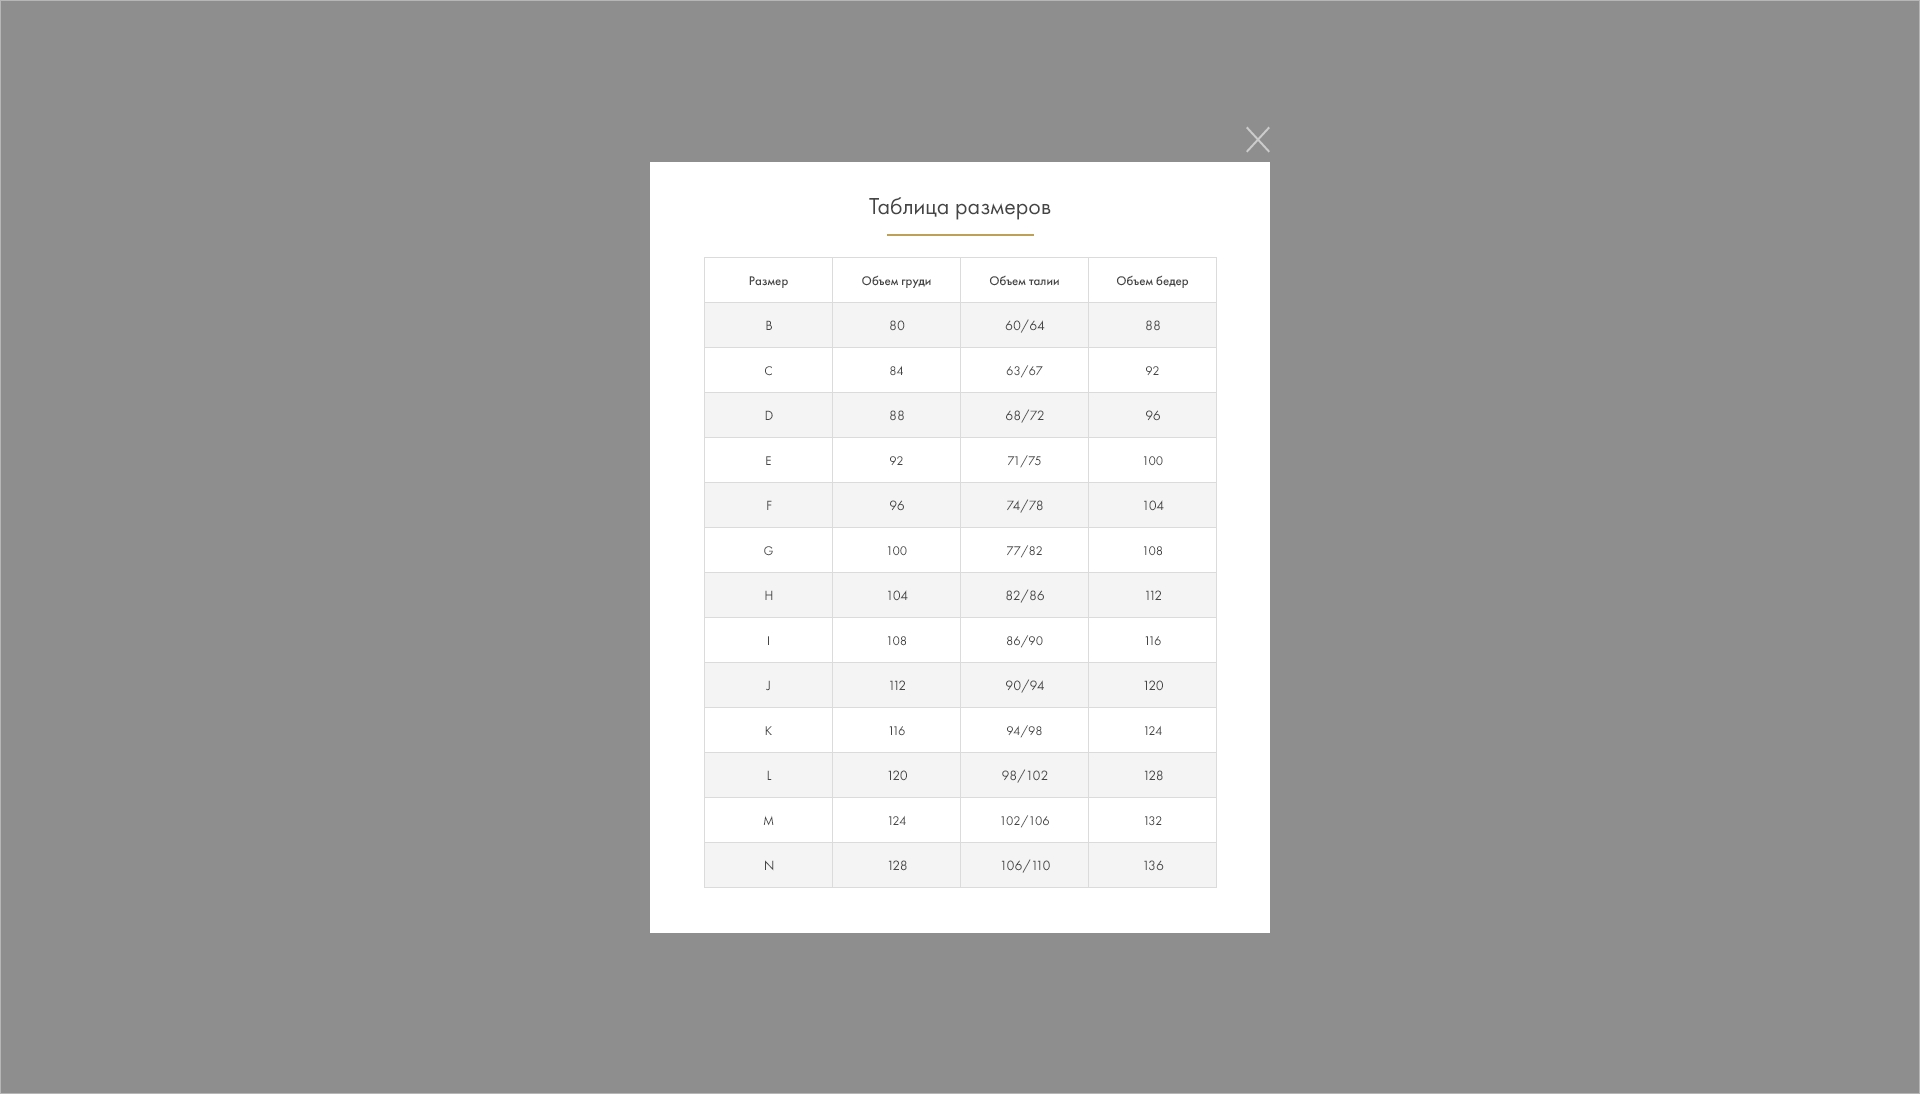 Таблица размеров
Размер Объем груди Объем талии Объем бедер
B 80 60/64 88
C 84 63/67 92
D 88 68/72 96
E 92 71/75 100
F 96 74/78 104
G 100 77/82 108
H 104 82/86 112
I 108 86/90 116
J 112 90/94 120
K 116 94/98 124
L 120 98/102 128
M 124 102/106 132
N 128 106/110 136